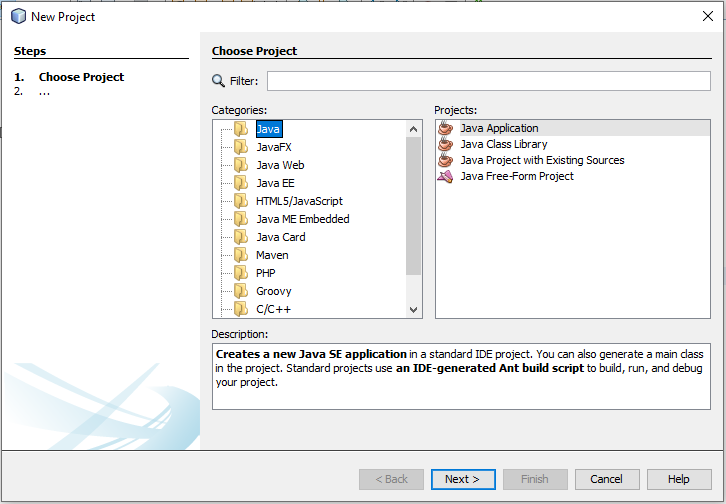 New Project
Steps
1. Choose Project
2. ...
Choose Project
Filter:
Categories:
Java
JavaFX
Java Web
Java EE
HTML5/JavaScript
Java ME Embedded
Java Card
Maven
PHP
Groovy
C/C++
Projects:
Java Application
Java Class Library
Java Project with Existing Sources
Java Free-Form Project
Description:
Creates a new Java SE application in a standard IDE project. You can also generate a main class
in the project. Standard projects use an IDE-generated Ant build script to build, run, and debug
your project.
< Back
Next >
Finish
Cancel
Help